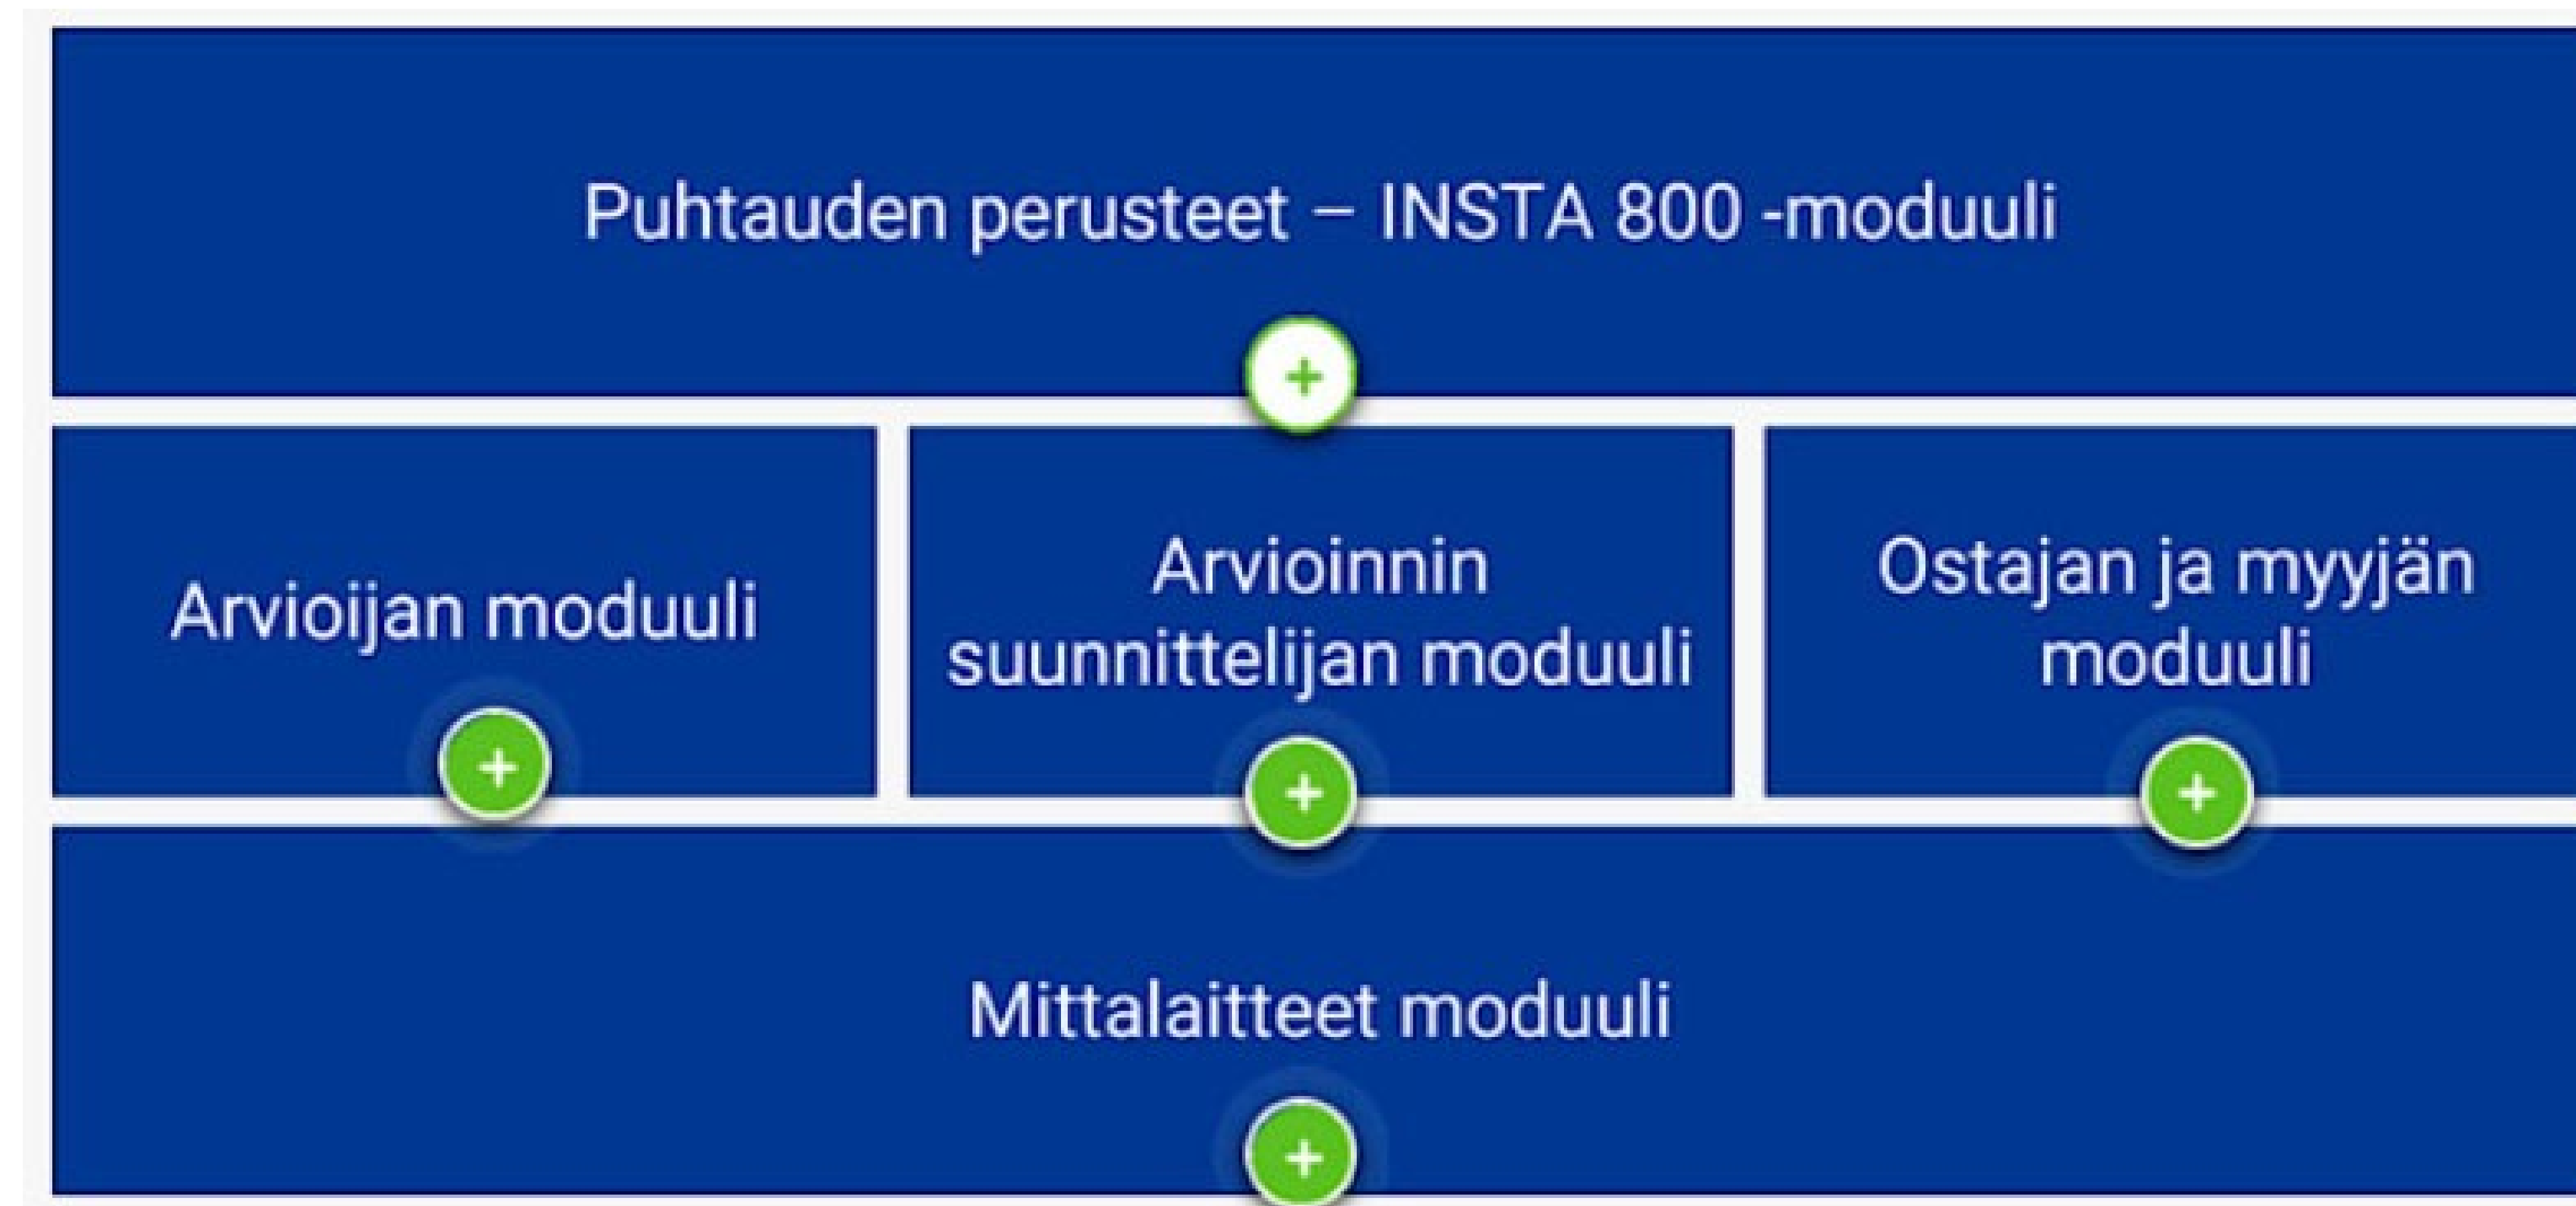 Puhtauden perusteet – INSTA 800 -moduuli
Arvioijan moduuli
Arvioinnin
suunnittelijan moduuli
Ostajan ja myyjän
moduuli
Mittalaitteet moduuli